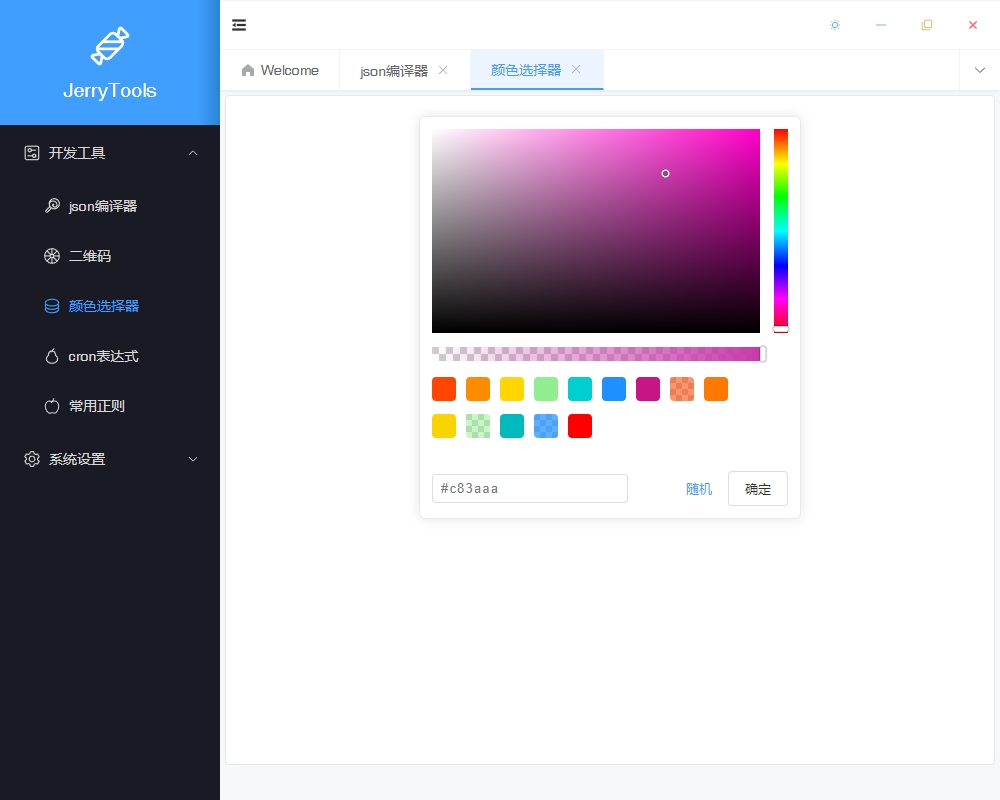 JerryTools
开发工具
json编译器
二维码
颜色选择器
cron表达式
常用正则
系统设置
Welcome
json编译器
颜色选择器
#c83aaa
随机
确定